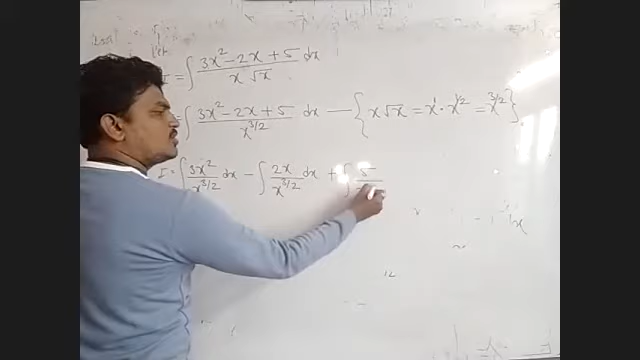 I = ∫ 3x² - 2x + 5 / x √x dx
= ∫ 3x² - 2x + 5 / x^{3/2} dx — { x√x = x¹ · x^{1/2} = x^{3/2} }
I = ∫ 3x² / x^{3/2} dx - ∫ 2x / x^{3/2} dx + ∫ 5